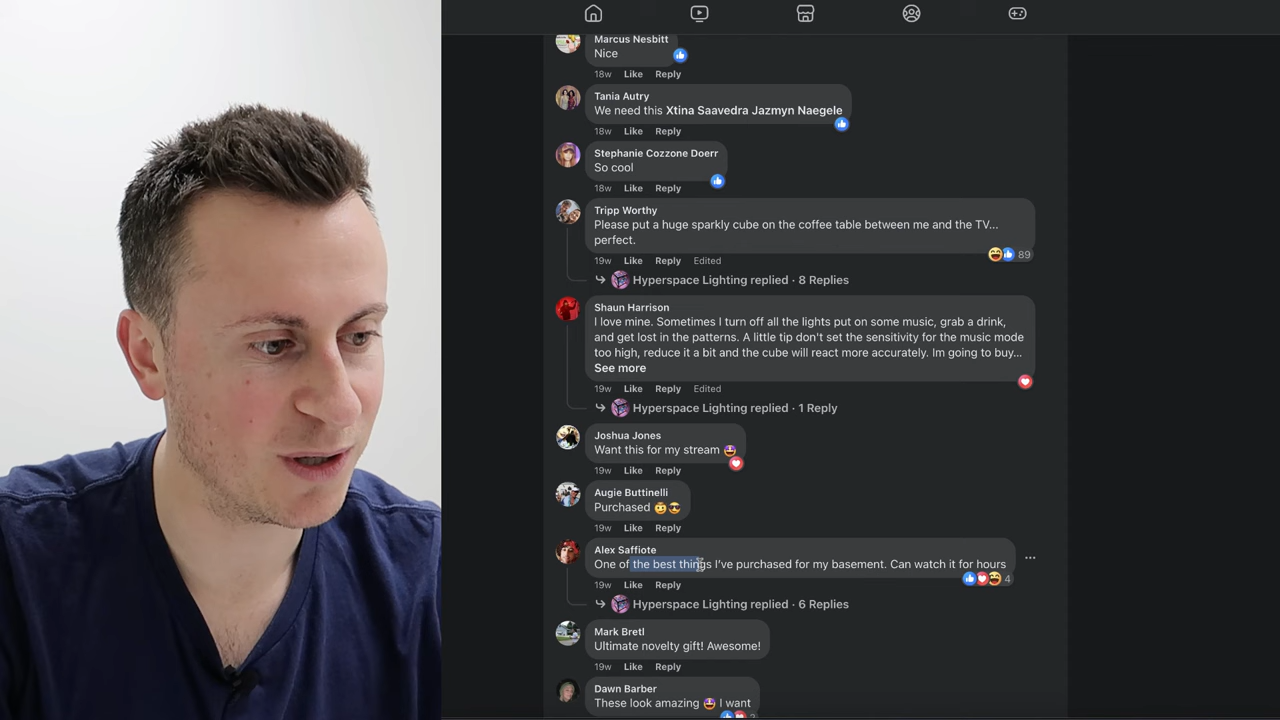 Marcus Nesbitt
Nice
18w Like Reply
Tania Autry
We need this Xtina Saavedra Jazmyn Naegele
18w Like Reply
Stephanie Cozzone Doerr
So cool
18w Like Reply
Tripp Worthy
Please put a huge sparkly cube on the coffee table between me and the TV...
perfect.
89
19w Like Reply Edited
Hyperspace Lighting replied · 8 Replies
Shaun Harrison
I love mine. Sometimes I turn off all the lights put on some music, grab a drink,
and get lost in the patterns. A little tip don't set the sensitivity for the music mode
too high, reduce it a bit and the cube will react more accurately. Im going to buy...
See more
19w Like Reply Edited
Hyperspace Lighting replied · 1 Reply
Joshua Jones
Want this for my stream 🤩
19w Like Reply
Augie Buttinelli
Purchased 🤠😎
19w Like Reply
Alex Saffiote
One of the best things I've purchased for my basement. Can watch it for hours
4
19w Like Reply
Hyperspace Lighting replied · 6 Replies
Mark Bretl
Ultimate novelty gift! Awesome!
19w Like Reply
Dawn Barber
These look amazing 🤩 I want